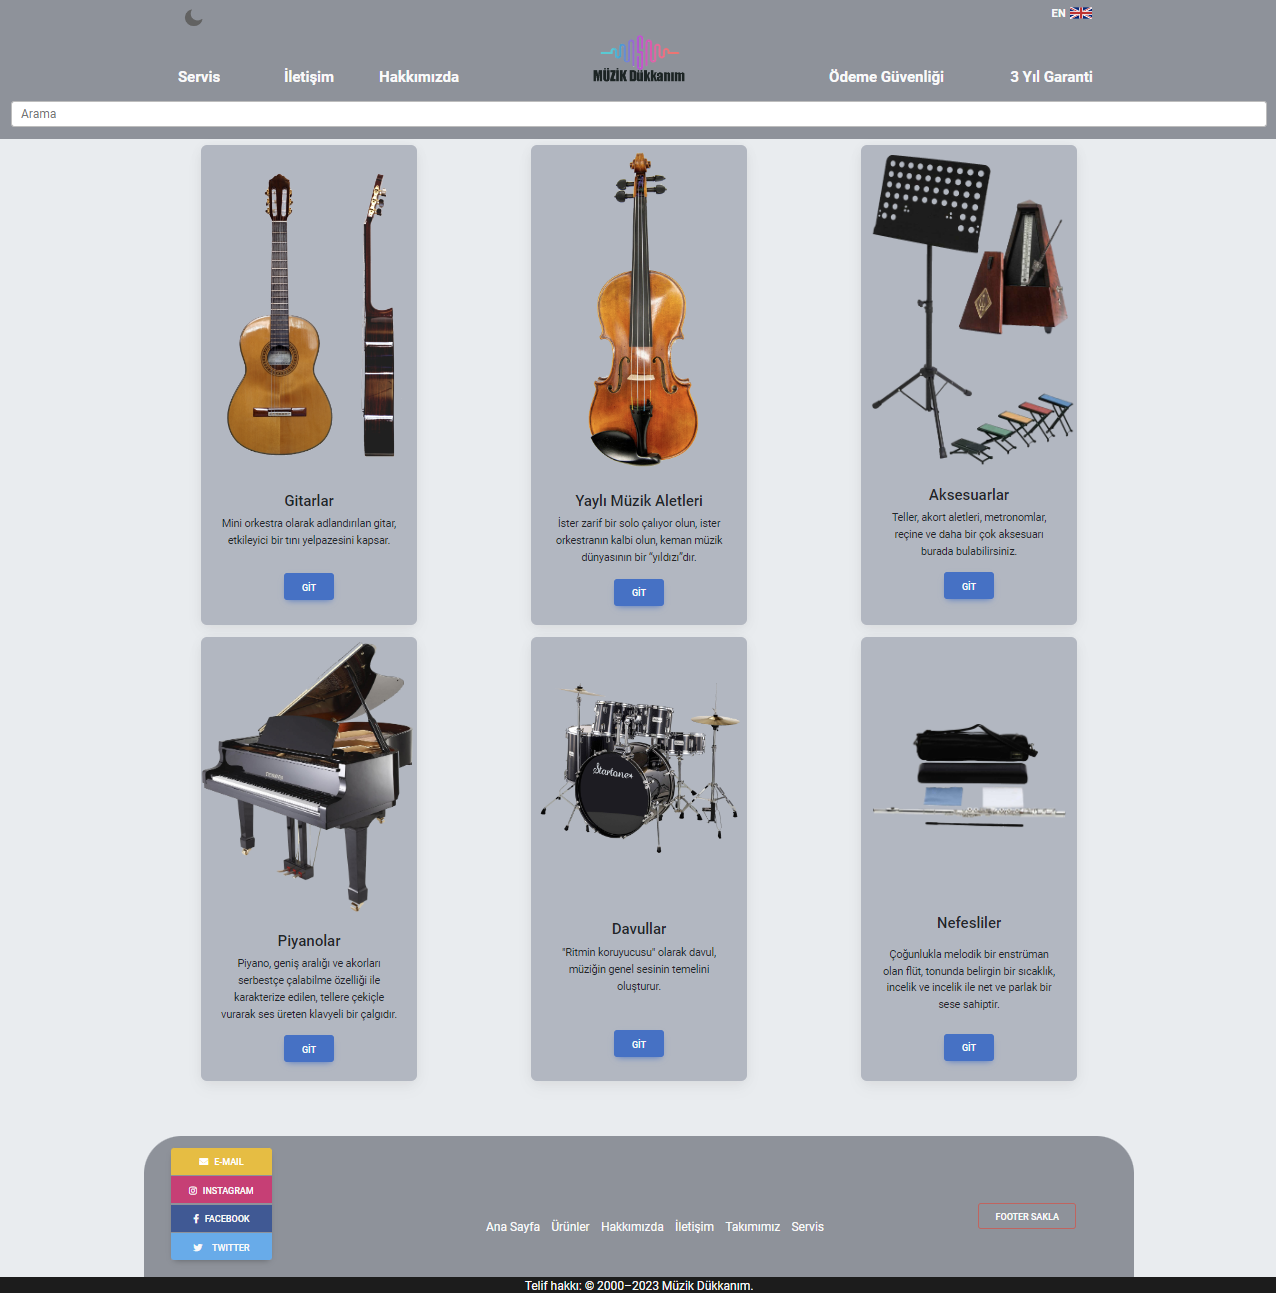 EN
Servis
İletişim
Hakkımızda
MÜZİK Dükkanım
Ödeme Güvenliği
3 Yıl Garanti
Arama
Gitarlar
Mini orkestra olarak adlandırılan gitar,
etkileyici bir tını yelpazesini kapsar.
GİT
Yaylı Müzik Aletleri
İster zarif bir solo çalıyor olun, ister
orkestranın kalbi olun, keman müzik
dünyasının bir “yıldızı”dır.
GİT
Aksesuarlar
Teller, akort aletleri, metronomlar,
reçine ve daha bir çok aksesuarı
burada bulabilirsiniz.
GİT
Piyanolar
Piyano, geniş aralığı ve akorları
serbestçe çalabilme özelliği ile
karakterize edilen, tellere çekiçle
vurarak ses üreten klavyeli bir çalgıdır.
GİT
Startone
Davullar
"Ritmin koruyucusu" olarak davul,
müziğin genel sesinin temelini
oluşturur.
GİT
Nefesliler
Çoğunlukla melodik bir enstrüman
olan flüt, tonunda belirgin bir sıcaklık,
incelik ve incelik ile net ve parlak bir
sese sahiptir.
GİT
E-MAIL
INSTAGRAM
FACEBOOK
TWITTER
Ana Sayfa Ürünler Hakkımızda İletişim Takımımız Servis
FOOTER SAKLA
Telif hakkı: © 2000–2023 Müzik Dükkanım.